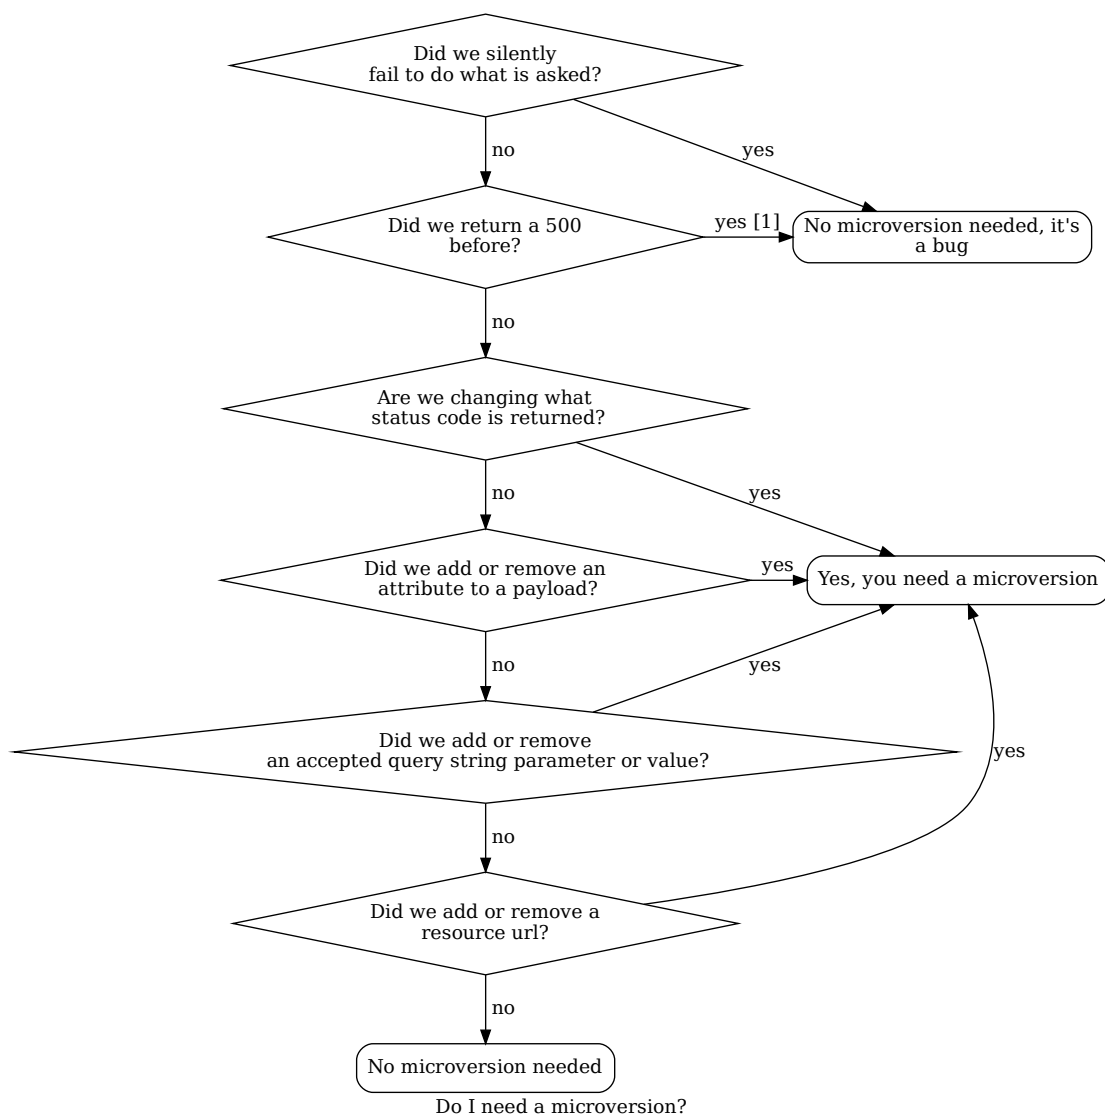 Did we silently
fail to do what is asked?
no
yes
Did we return a 500
before?
yes [1]
No microversion needed, it's
a bug
no
Are we changing what
status code is returned?
no
yes
Did we add or remove an
attribute to a payload?
yes
Yes, you need a microversion
no
yes
Did we add or remove
an accepted query string parameter or value?
yes
no
Did we add or remove a
resource url?
no
No microversion needed
Do I need a microversion?